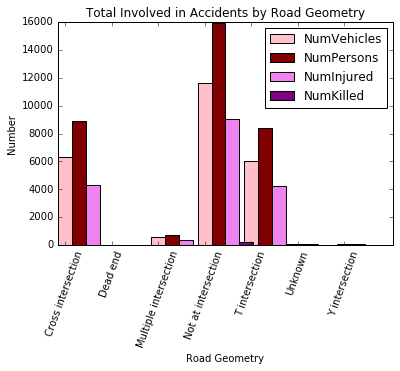 Total Involved in Accidents by Road Geometry
16000
14000
12000
10000
8000
6000
4000
2000
0
Number
NumVehicles
NumPersons
NumInjured
NumKilled
Cross intersection
Dead end
Multiple intersection
Not at intersection
T intersection
Unknown
Y intersection
Road Geometry